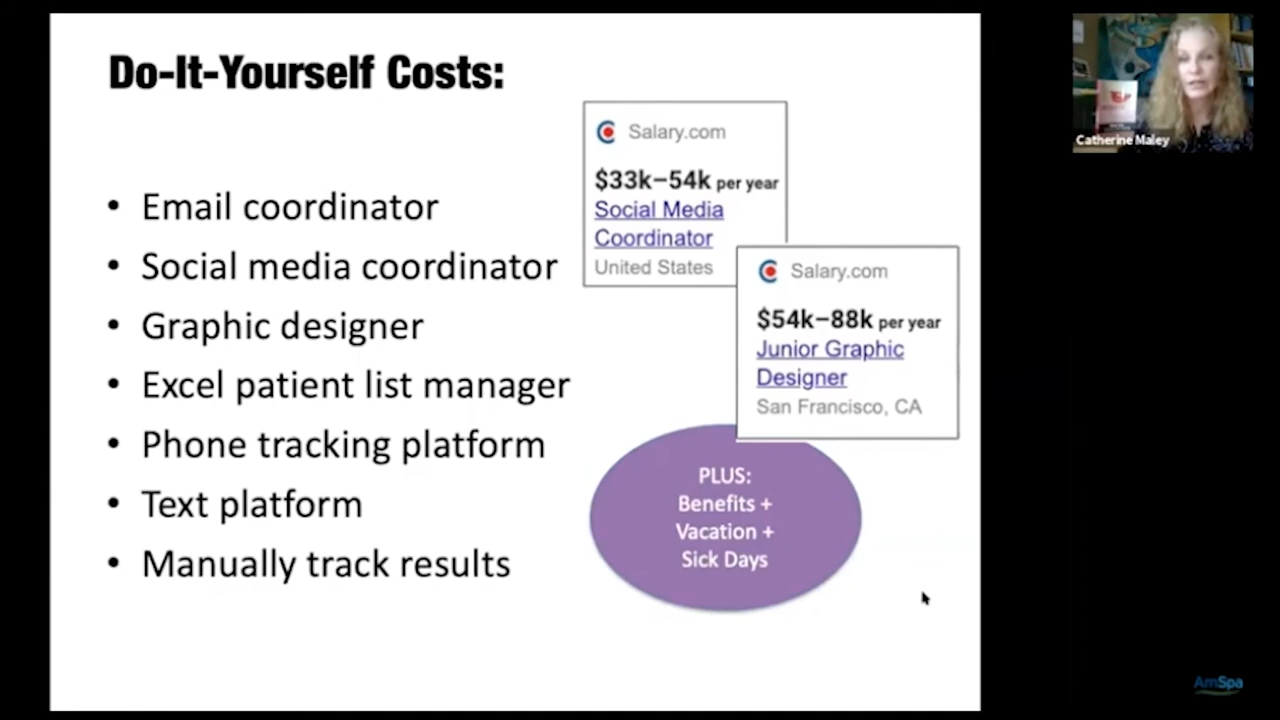 Do-It-Yourself Costs:
• Email coordinator
• Social media coordinator
• Graphic designer
• Excel patient list manager
• Phone tracking platform
• Text platform
• Manually track results
Salary.com
$33k–54k per year
Social Media
Coordinator
United States
Salary.com
$54k–88k per year
Junior Graphic
Designer
San Francisco, CA
PLUS:
Benefits +
Vacation +
Sick Days
Catherine Maley
AmSpa